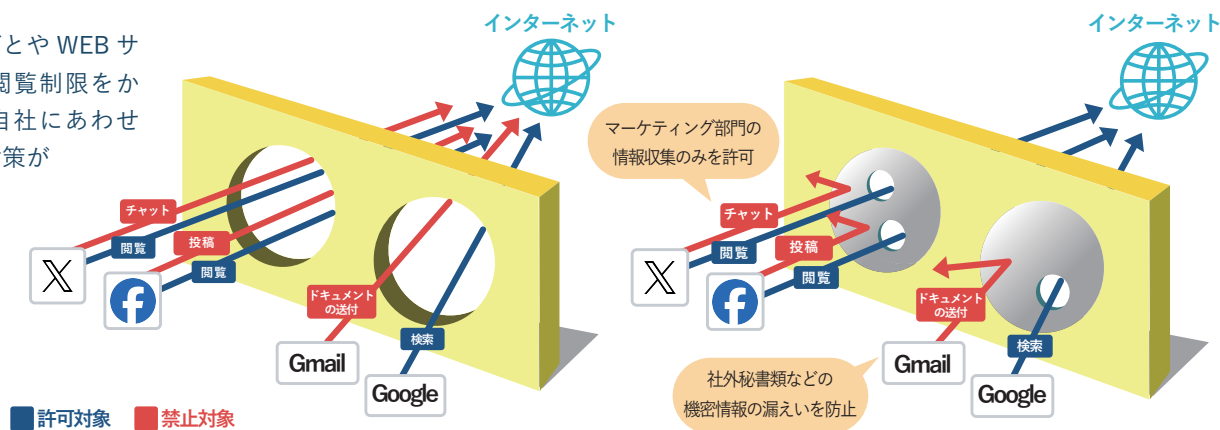 とや WEB サ
閲覧制限をか
自社にあわせ
策が
インターネット
チャット
閲覧
投稿
閲覧
ドキュメント
の送付
検索
X
f
Gmail
Google
許可対象
禁止対象
インターネット
マーケティング部門の
情報収集のみを許可
チャット
閲覧
投稿
閲覧
ドキュメント
の送付
検索
X
f
Gmail
Google
社外秘書類などの
機密情報の漏えいを防止